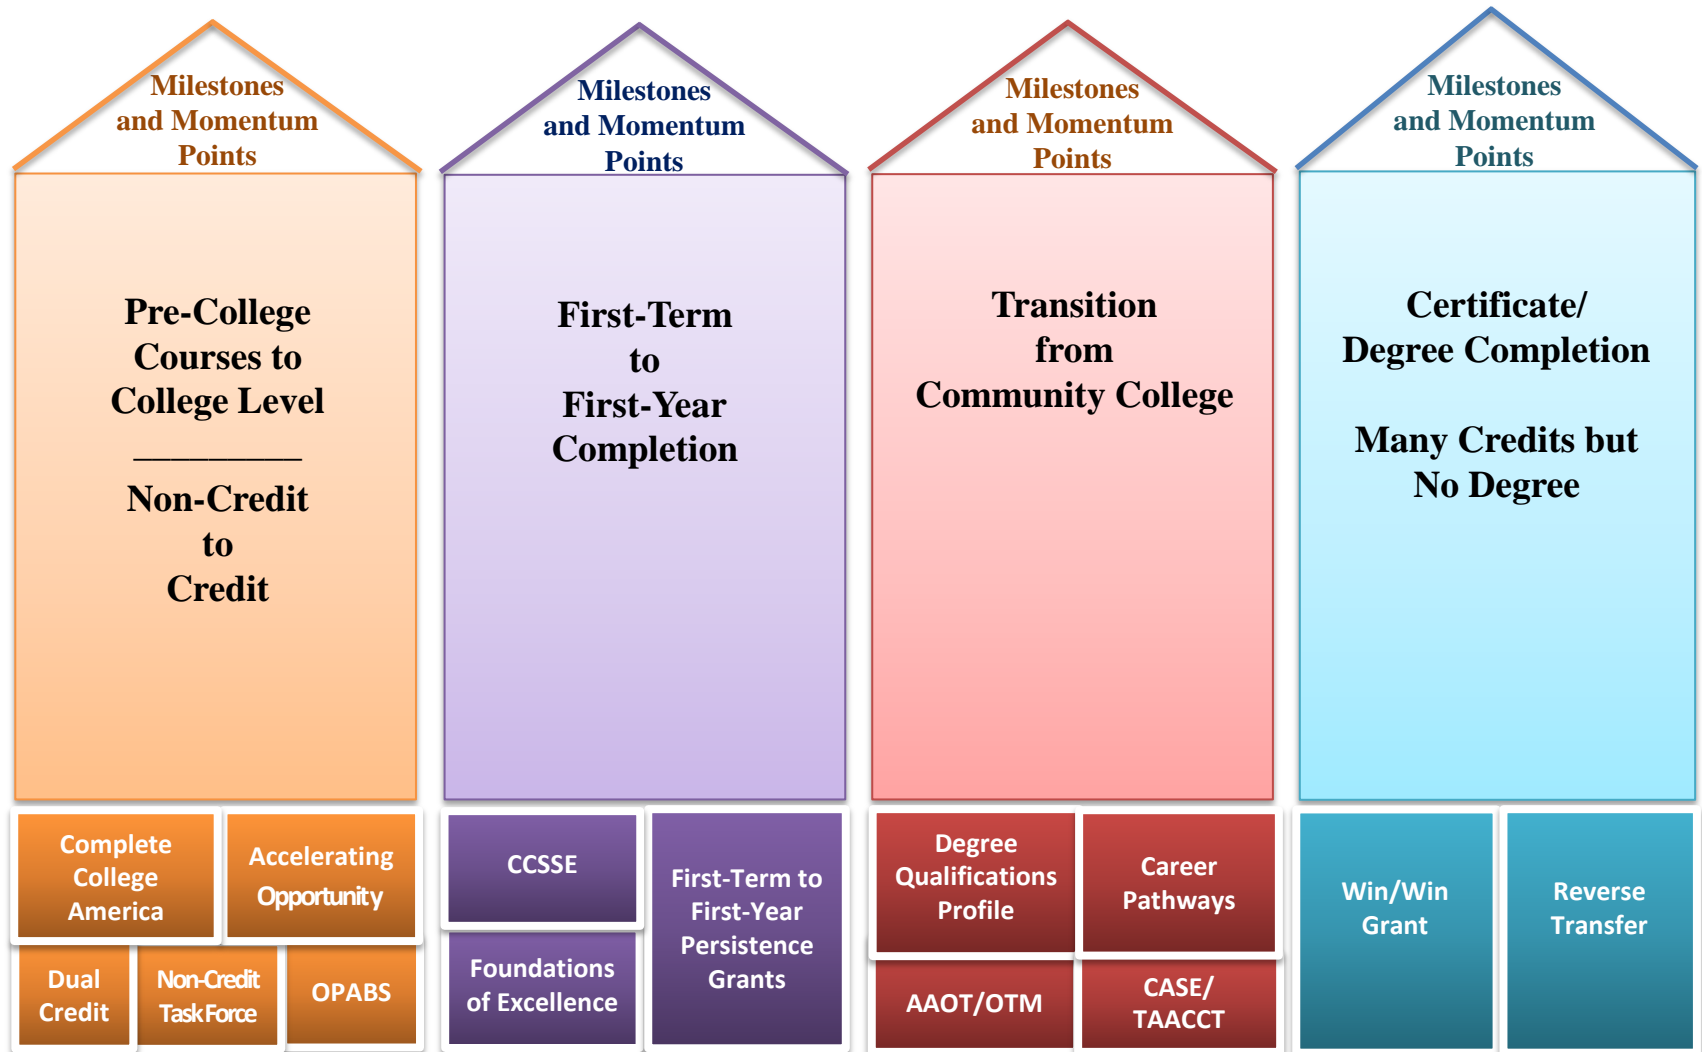 Milestones
and Momentum
Points
Pre-College
Courses to
College Level
_________
Non-Credit
to
Credit
Complete
College
America
Accelerating
Opportunity
Dual
Credit
Non-Credit
Task Force
OPABS
Milestones
and Momentum
Points
First-Term
to
First-Year
Completion
CCSSE
Foundations
of Excellence
First-Term to
First-Year
Persistence
Grants
Milestones
and Momentum
Points
Transition
from
Community College
Degree
Qualifications
Profile
Career
Pathways
AAOT/OTM
CASE/
TAACCT
Milestones
and Momentum
Points
Certificate/
Degree Completion
Many Credits but
No Degree
Win/Win
Grant
Reverse
Transfer